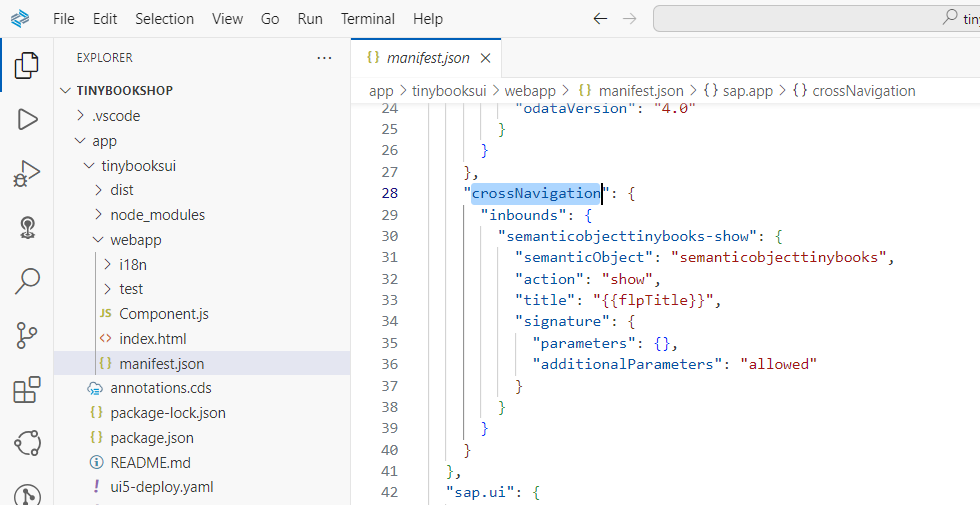 File Edit Selection View Go Run Terminal Help
tiny
EXPLORER
TINYBOOKSHOP
.vscode
app
tinybooksui
dist
node_modules
webapp
i18n
test
JS Component.js
<> index.html
{} manifest.json
annotations.cds
{} package-lock.json
{} package.json
README.md
! ui5-deploy.yaml
{} manifest.json
app > tinybooksui > webapp > {} manifest.json > {} sap.app > {} crossNavigation
24 "odataVersion": "4.0"
25 }
26 }
27 },
28 "crossNavigation": {
29 "inbounds": {
30 "semanticobjecttinybooks-show": {
31 "semanticObject": "semanticobjecttinybooks",
32 "action": "show",
33 "title": "{{flpTitle}}",
34 "signature": {
35 "parameters": {},
36 "additionalParameters": "allowed"
37 }
38 }
39 }
40 }
41 },
42 "sap.ui": {